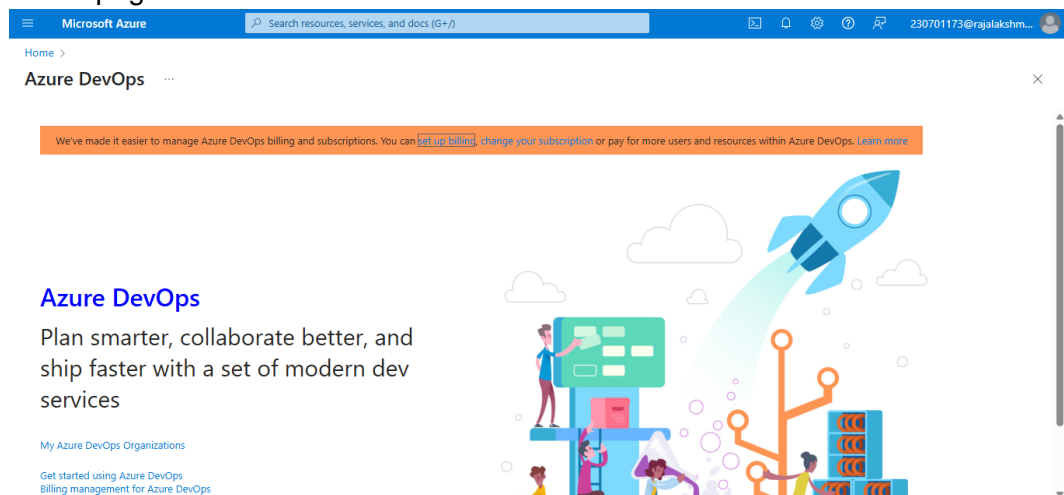 Microsoft Azure
Search resources, services, and docs (G+/)
230701173@rajalakshm...
Home >
Azure DevOps ...
We've made it easier to manage Azure DevOps billing and subscriptions. You can set up billing, change your subscription or pay for more users and resources within Azure DevOps. Learn more
Azure DevOps
Plan smarter, collaborate better, and
ship faster with a set of modern dev
services
My Azure DevOps Organizations
Get started using Azure DevOps
Billing management for Azure DevOps